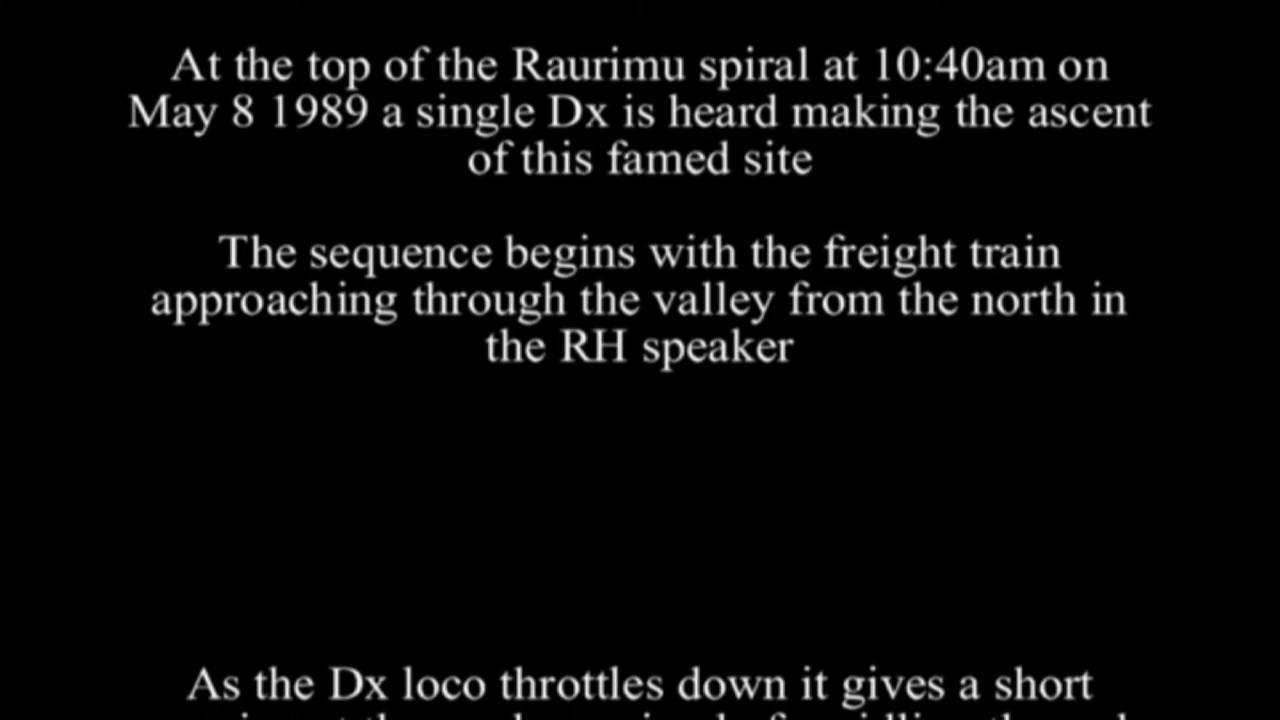 At the top of the Raurimu spiral at 10:40am on
May 8 1989 a single Dx is heard making the ascent
of this famed site
The sequence begins with the freight train
approaching through the valley from the north in
the RH speaker
As the Dx loco throttles down it gives a short